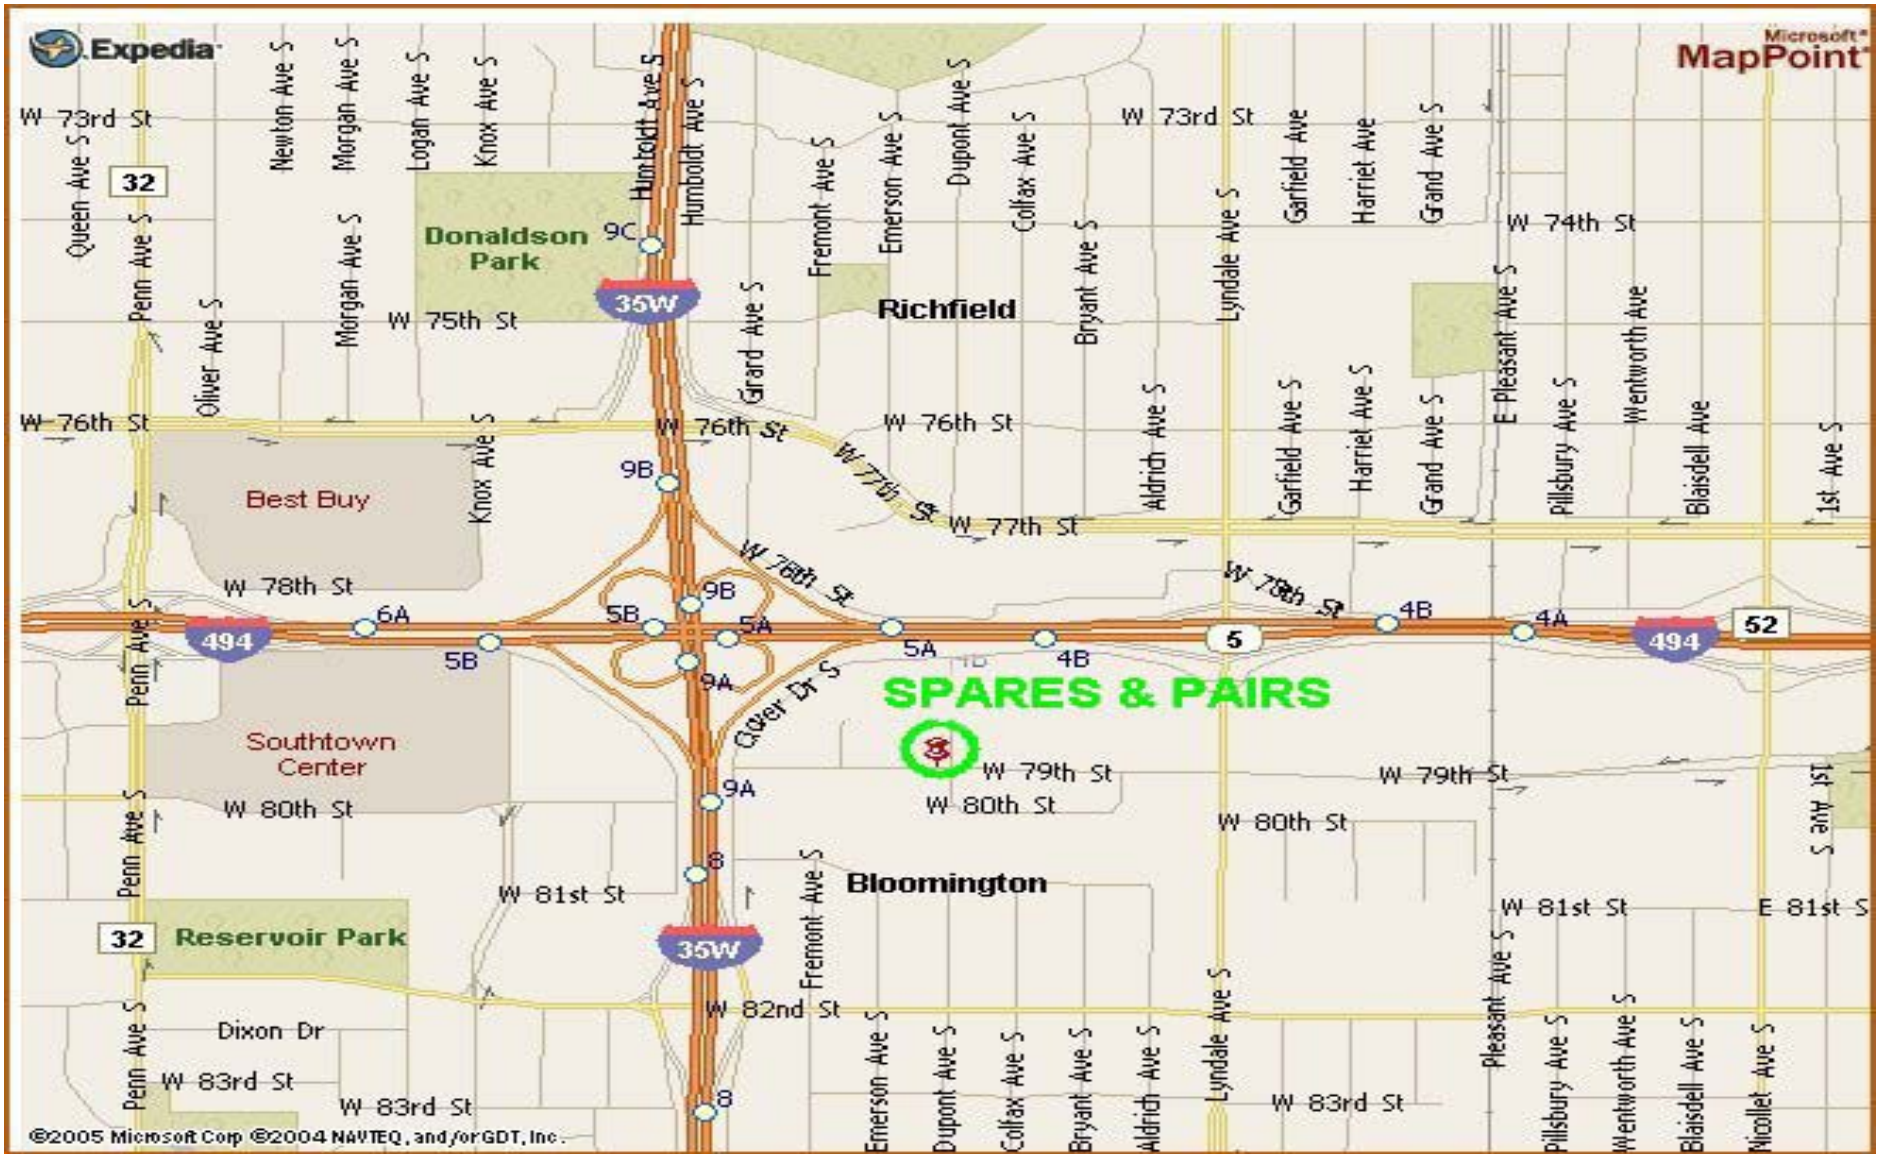 Expedia
Microsoft®
MapPoint®
Newton Ave S
Morgan Ave S
Logan Ave S
Knox Ave S
Humboldt Ave S
Humboldt Ave S
W 73rd St
Queen Ave S
32
Penn Ave S
Morgan Ave S
Donaldson
Park
9C
35W
Fremont Ave S
Emerson Ave S
Dupont Ave S
Colfax Ave S
W 73rd St
Garfield Ave
Harriet Ave
Grand Ave S
W 74th St
Bryant Ave S
Lyndale Ave S
Richfield
W 75th St
Oliver Ave S
Girard Ave S
E Pleasant Ave S
Wentworth Ave
W 76th St
W 76th St
W 76th St
Knox Ave S
Aldrich Ave S
Garfield Ave S
Harriet Ave S
Grand Ave S
Pillsbury Ave S
Blaisdell Ave
1st Ave S
W 77th St
W 77th St
Best Buy
9B
W 78th St
W 78th St
W 78th St
Penn Ave S
494
6A
5B
5B
9B
5A
5A
4B
4B
5
4B
4A
494
52
9A
Penn Ave S
Clover Dr S
SPARES & PAIRS
Southtown
Center
W 79th St
W 79th St
W 80th St
W 80th St
W 80th St
9A
1st Ave S
Penn Ave S
8
W 81st St
Fremont Ave S
Bloomington
W 81st St
E 81st S
32
Reservoir Park
35W
Pleasant Ave S
W 82nd St
Lyndale Ave S
Dixon Dr
Penn Ave S
W 83rd St
W 83rd St
8
Emerson Ave S
Dupont Ave S
Colfax Ave S
Bryant Ave S
Aldrich Ave S
W 83rd St
Pillsbury Ave S
Wentworth Ave S
Blaisdell Ave S
Nicollet Ave S
©2005 Microsoft Corp ©2004 NAVTEQ, and/or GDT, Inc.